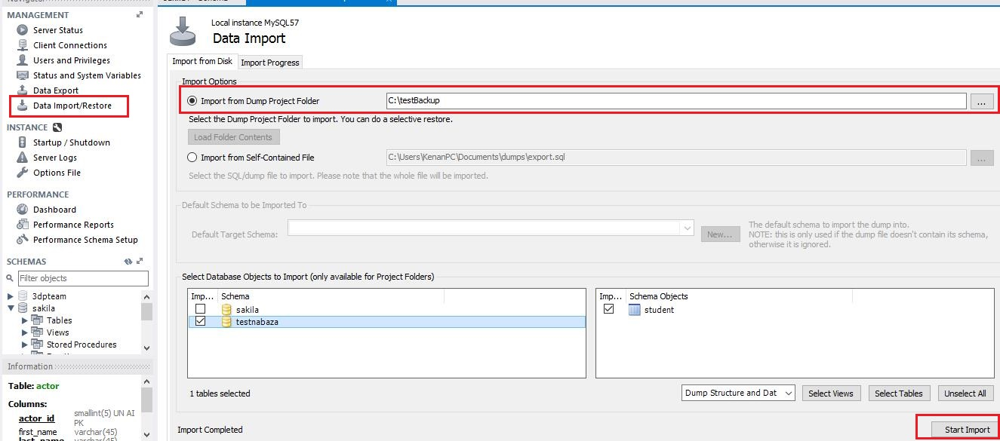 MANAGEMENT
Server Status
Client Connections
Users and Privileges
Status and System Variables
Data Export
Data Import/Restore
INSTANCE
Startup / Shutdown
Server Logs
Options File
PERFORMANCE
Dashboard
Performance Reports
Performance Schema Setup
SCHEMAS
Filter objects
3dpteam
sakila
Tables
Views
Stored Procedures
Information
Table: actor
Columns:
actor_id smallint(5) UN AI
PK
first_name varchar(45)
last_name varchar(45)
Local instance MySQL57
Data Import
Import from Disk Import Progress
Import Options
Import from Dump Project Folder C:\testBackup ...
Select the Dump Project Folder to import. You can do a selective restore.
Load Folder Contents
Import from Self-Contained File C:\Users\KenanPC\Documents\dumps\export.sql ...
Select the SQL/dump file to import. Please note that the whole file will be imported.
Default Schema to be Imported To
Default Target Schema: New...
The default schema to import the dump into.
NOTE: this is only used if the dump file doesn't contain its schema,
otherwise it is ignored.
Select Database Objects to Import (only available for Project Folders)
Imp... Schema
sakila
testnabaza
Imp... Schema Objects
student
1 tables selected
Dump Structure and Dat Select Views Select Tables Unselect All
Import Completed Start Import